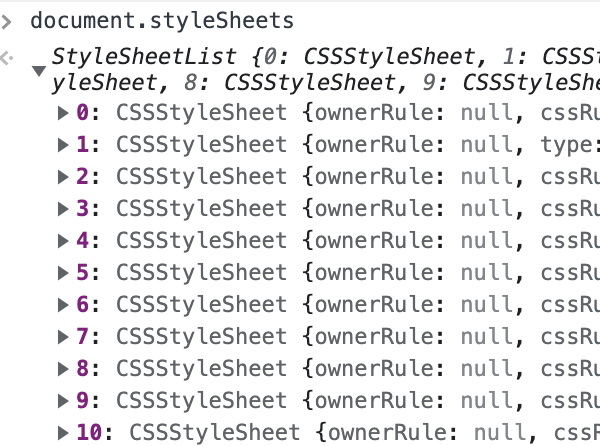 document.styleSheets
StyleSheetList {0: CSSStyleSheet, 1: CSSSt
yleSheet, 8: CSSStyleSheet, 9: CSSStyleShe
0: CSSStyleSheet {ownerRule: null, cssRu
1: CSSStyleSheet {ownerRule: null, type:
2: CSSStyleSheet {ownerRule: null, cssRu
3: CSSStyleSheet {ownerRule: null, cssRu
4: CSSStyleSheet {ownerRule: null, cssRu
5: CSSStyleSheet {ownerRule: null, cssRu
6: CSSStyleSheet {ownerRule: null, cssRu
7: CSSStyleSheet {ownerRule: null, cssRu
8: CSSStyleSheet {ownerRule: null, cssRu
9: CSSStyleSheet {ownerRule: null, cssRu
10: CSSStyleSheet {ownerRule: null, cssR